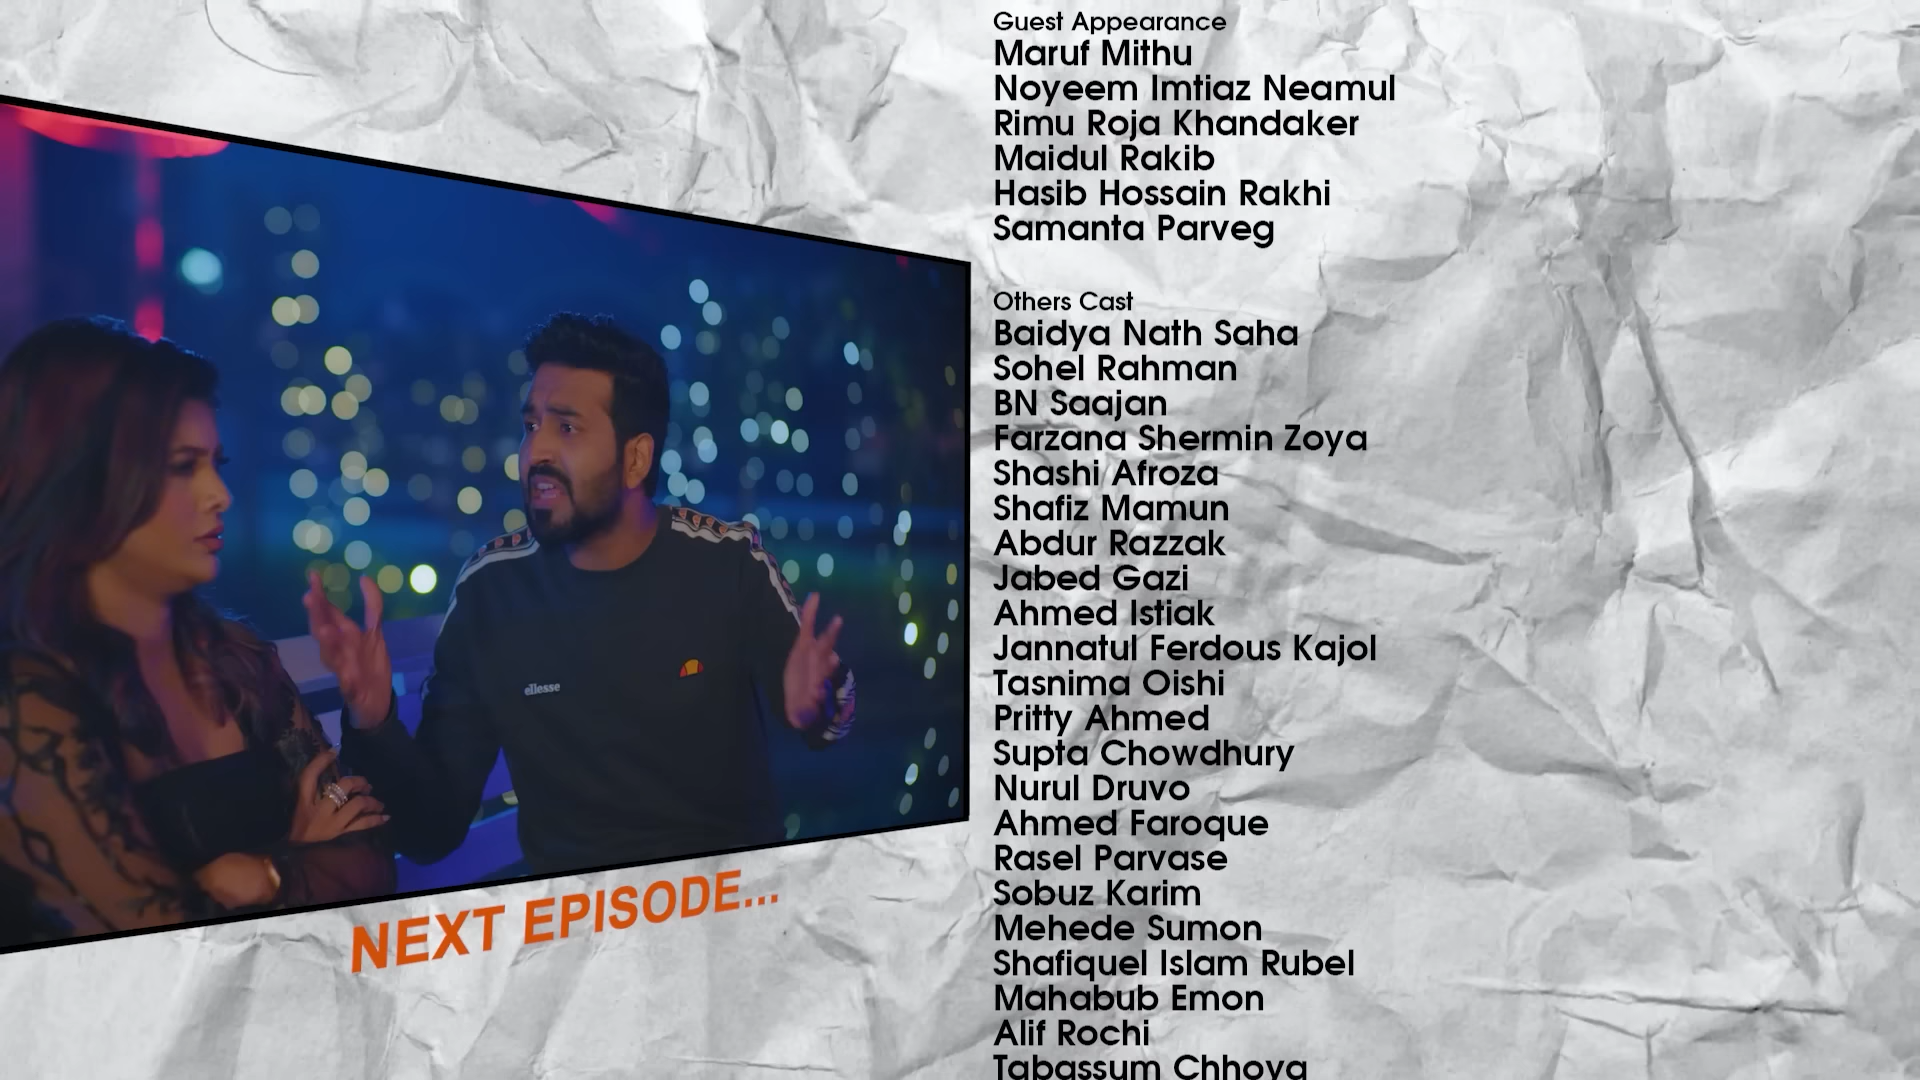 Guest Appearance
Maruf Mithu
Noyeem Imtiaz Neamul
Rimu Roja Khandaker
Maidul Rakib
Hasib Hossain Rakhi
Samanta Parveg
Others Cast
Baidya Nath Saha
Sohel Rahman
BN Saajan
Farzana Shermin Zoya
Shashi Afroza
Shafiz Mamun
Abdur Razzak
Jabed Gazi
Ahmed Istiak
Jannatul Ferdous Kajol
Tasnima Oishi
Pritty Ahmed
Supta Chowdhury
Nurul Druvo
Ahmed Faroque
Rasel Parvase
Sobuz Karim
Mehede Sumon
Shafiquel Islam Rubel
Mahabub Emon
Alif Rochi
Tabassum Chhoya
ellesse
NEXT EPISODE...